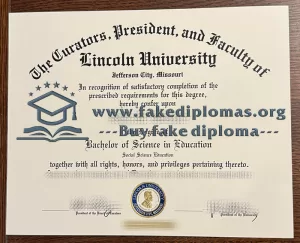 The Curators, President, and Faculty of
Lincoln University
Jefferson City, Missouri
In recognition of satisfactory completion of the
prescribed requirements for this degree,
hereby confer upon
www.fakediplomas.org
---Buy fake diploma---
Bachelor of Science in Education
Social Science Education
together with all rights, honors, and privileges pertaining thereto.